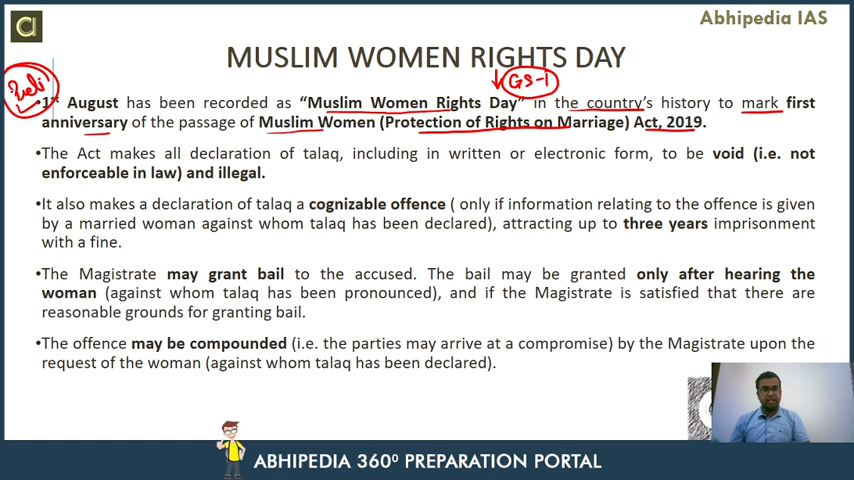 Abhipedia IAS
MUSLIM WOMEN RIGHTS DAY
GS-1
•1st August has been recorded as “Muslim Women Rights Day” in the country’s history to mark first
anniversary of the passage of Muslim Women (Protection of Rights on Marriage) Act, 2019.
•The Act makes all declaration of talaq, including in written or electronic form, to be void (i.e. not
enforceable in law) and illegal.
•It also makes a declaration of talaq a cognizable offence ( only if information relating to the offence is given
by a married woman against whom talaq has been declared), attracting up to three years imprisonment
with a fine.
•The Magistrate may grant bail to the accused. The bail may be granted only after hearing the
woman (against whom talaq has been pronounced), and if the Magistrate is satisfied that there are
reasonable grounds for granting bail.
•The offence may be compounded (i.e. the parties may arrive at a compromise) by the Magistrate upon the
request of the woman (against whom talaq has been declared).
ABHIPEDIA 360⁰ PREPARATION PORTAL